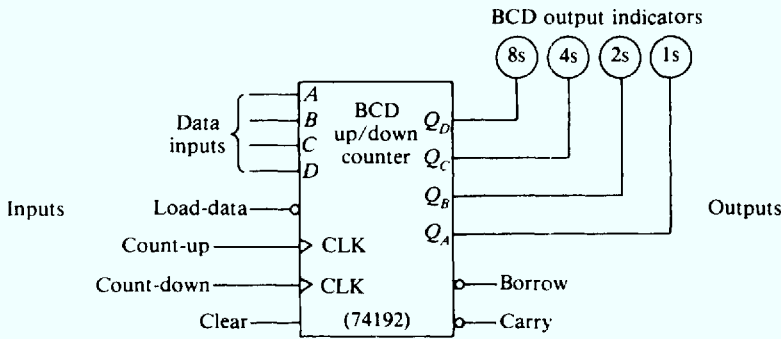 BCD output indicators
8s 4s 2s 1s
A
B
C
D
Data
inputs
BCD
up/down
counter
Q_D
Q_C
Q_B
Q_A
Inputs
Load-data
Outputs
Count-up
CLK
Count-down
CLK
Borrow
Clear
(74192)
Carry